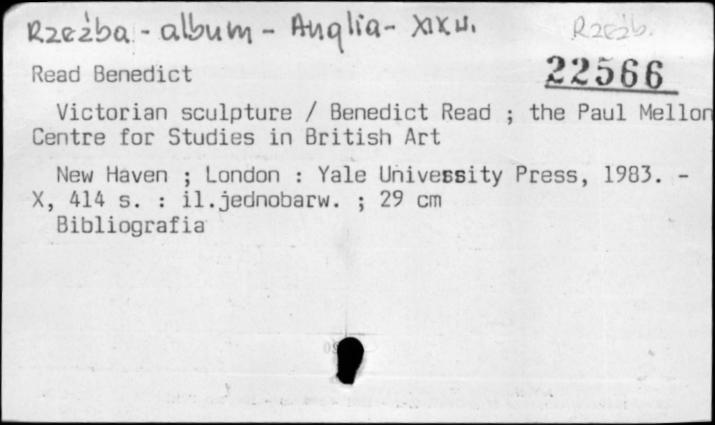 Rzeźba - album - Anglia - XIX w.
Rzeźb.
Read Benedict
22566
Victorian sculpture / Benedict Read ; the Paul Mellon
Centre for Studies in British Art
New Haven ; London : Yale University Press, 1983. -
X, 414 s. : il.jednobarw. ; 29 cm
Bibliografia